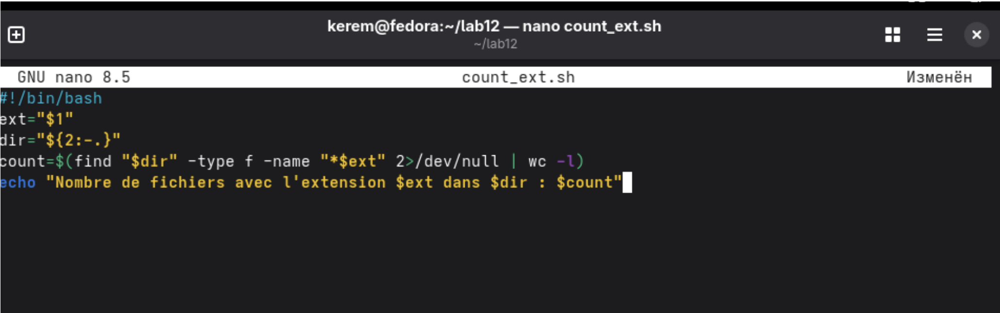 kerem@fedora:~/lab12 — nano count_ext.sh
~/lab12
GNU nano 8.5 count_ext.sh Изменён
#!/bin/bash
ext="$1"
dir="${2:-.}"
count=$(find "$dir" -type f -name "*$ext" 2>/dev/null | wc -l)
echo "Nombre de fichiers avec l'extension $ext dans $dir : $count"